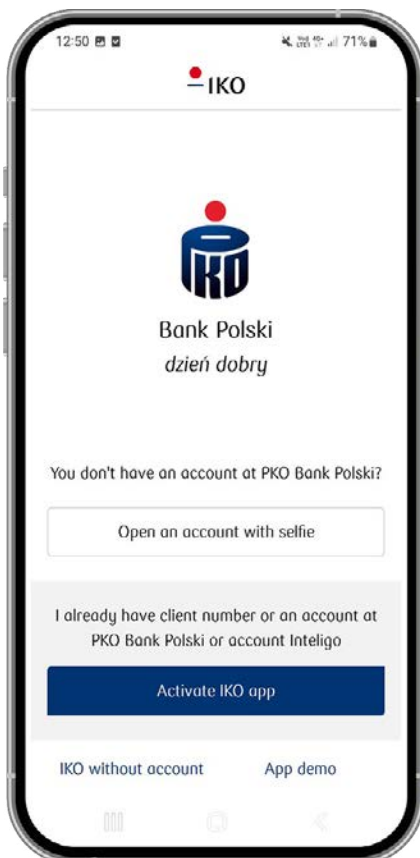 12:50
71%
IKO
PKO
Bank Polski
dzień dobry
You don't have an account at PKO Bank Polski?
Open an account with selfie
I already have client number or an account at
PKO Bank Polski or account Inteligo
Activate IKO app
IKO without account
App demo